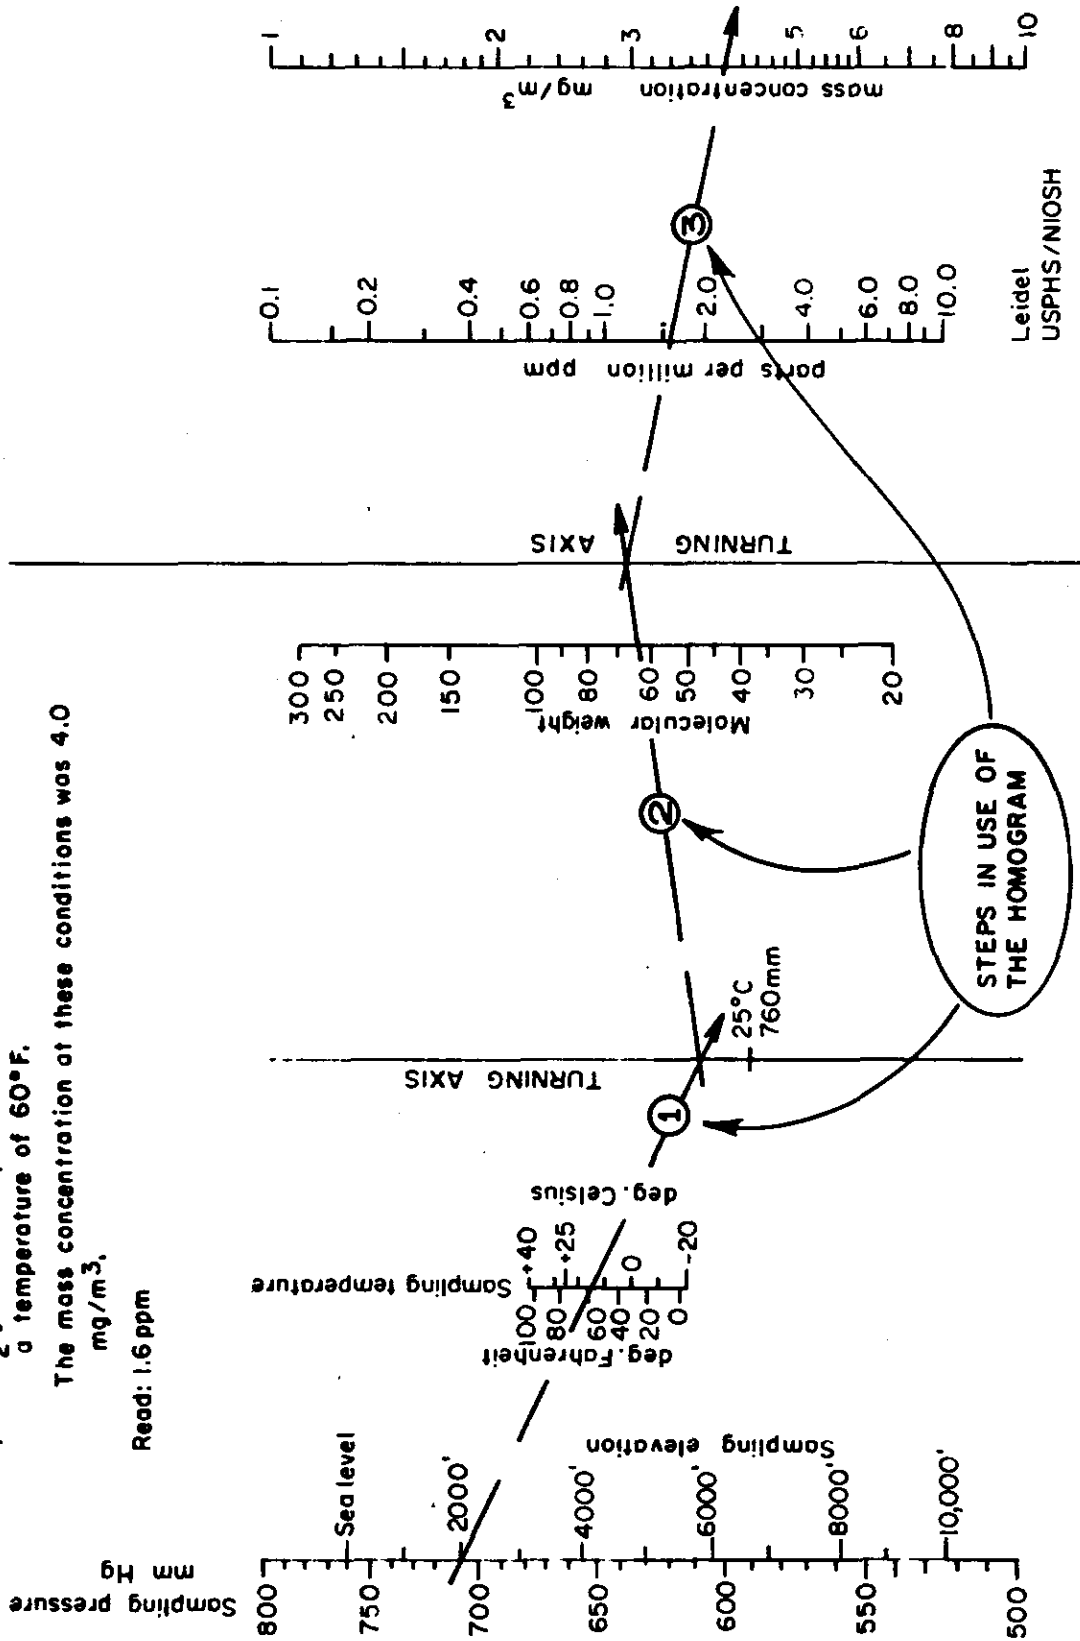 a temperature of 60°F.
The mass concentration at these conditions was 4.0
mg/m³.
Read: 1.6 ppm
Sampling pressure
mm Hg
800
750
700
650
600
550
500
Sea level
2000'
4000'
6000'
8000'
10,000'
Sampling elevation
Sampling temperature
deg. Fahrenheit
100
80
60
40
20
0
deg. Celsius
+40
+25
0
-20
1
TURNING AXIS
25°C
760mm
2
Molecular weight
300
250
200
150
100
80
60
50
40
30
20
TURNING
AXIS
parts per million ppm
0.1
0.2
0.4
0.6
0.8
1.0
2.0
4.0
6.0
8.0
10.0
3
mass concentration mg/m³
1
2
3
5
6
8
10
STEPS IN USE OF
THE HOMOGRAM
Leidel
USPHS/NIOSH